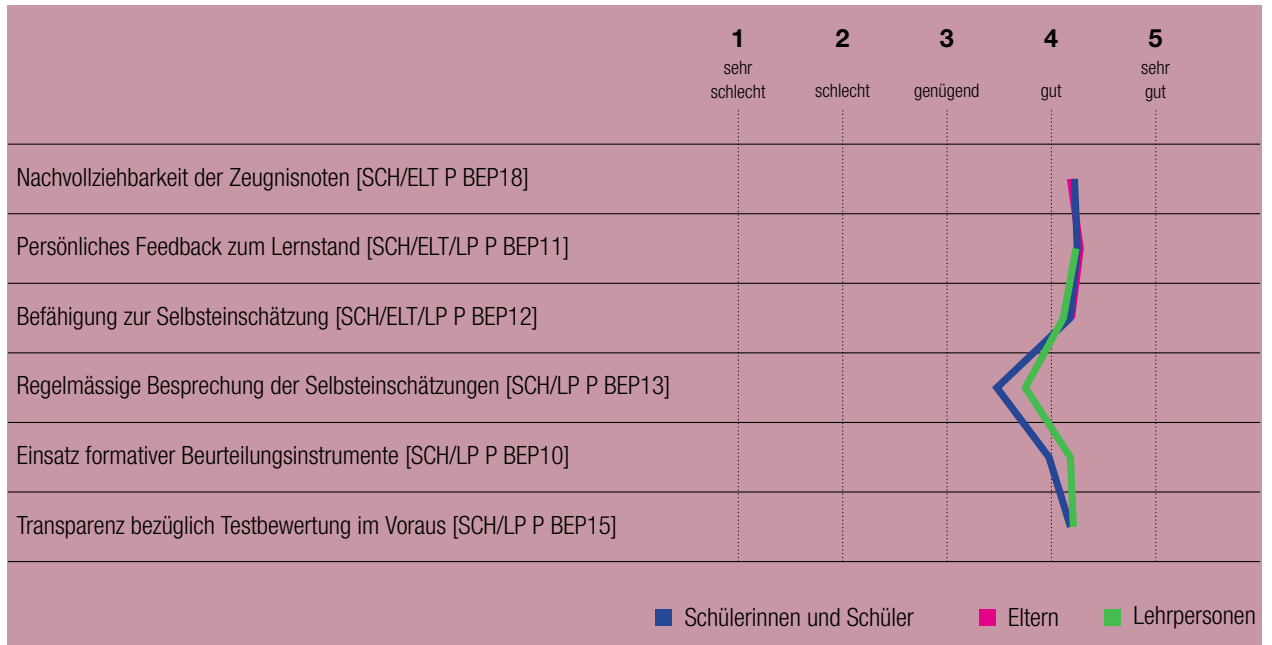 1 2 3 4 5
sehr schlecht schlecht genügend gut sehr gut
Nachvollziehbarkeit der Zeugnisnoten [SCH/ELT P BEP18]
Persönliches Feedback zum Lernstand [SCH/ELT/LP P BEP11]
Befähigung zur Selbsteinschätzung [SCH/ELT/LP P BEP12]
Regelmässige Besprechung der Selbsteinschätzungen [SCH/LP P BEP13]
Einsatz formativer Beurteilungsinstrumente [SCH/LP P BEP10]
Transparenz bezüglich Testbewertung im Voraus [SCH/LP P BEP15]
Schülerinnen und Schüler Eltern Lehrpersonen